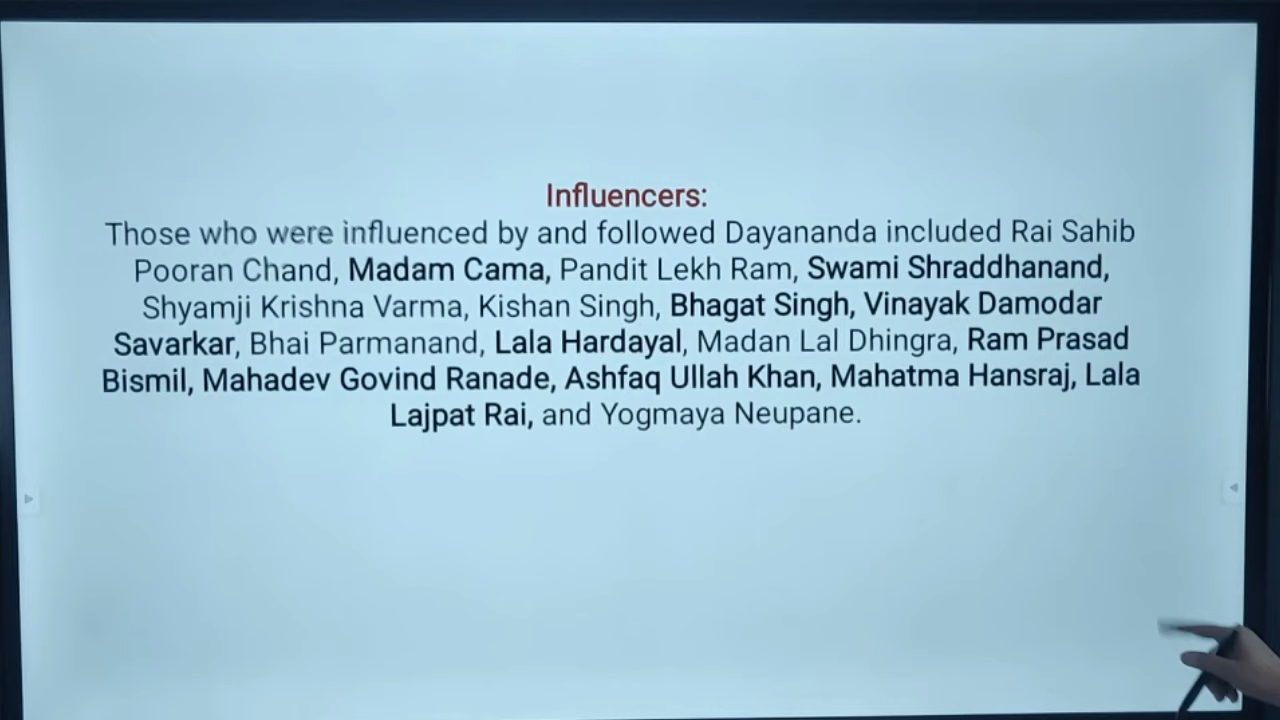 Influencers:
Those who were influenced by and followed Dayananda included Rai Sahib
Pooran Chand, Madam Cama, Pandit Lekh Ram, Swami Shraddhanand,
Shyamji Krishna Varma, Kishan Singh, Bhagat Singh, Vinayak Damodar
Savarkar, Bhai Parmanand, Lala Hardayal, Madan Lal Dhingra, Ram Prasad
Bismil, Mahadev Govind Ranade, Ashfaq Ullah Khan, Mahatma Hansraj, Lala
Lajpat Rai, and Yogmaya Neupane.